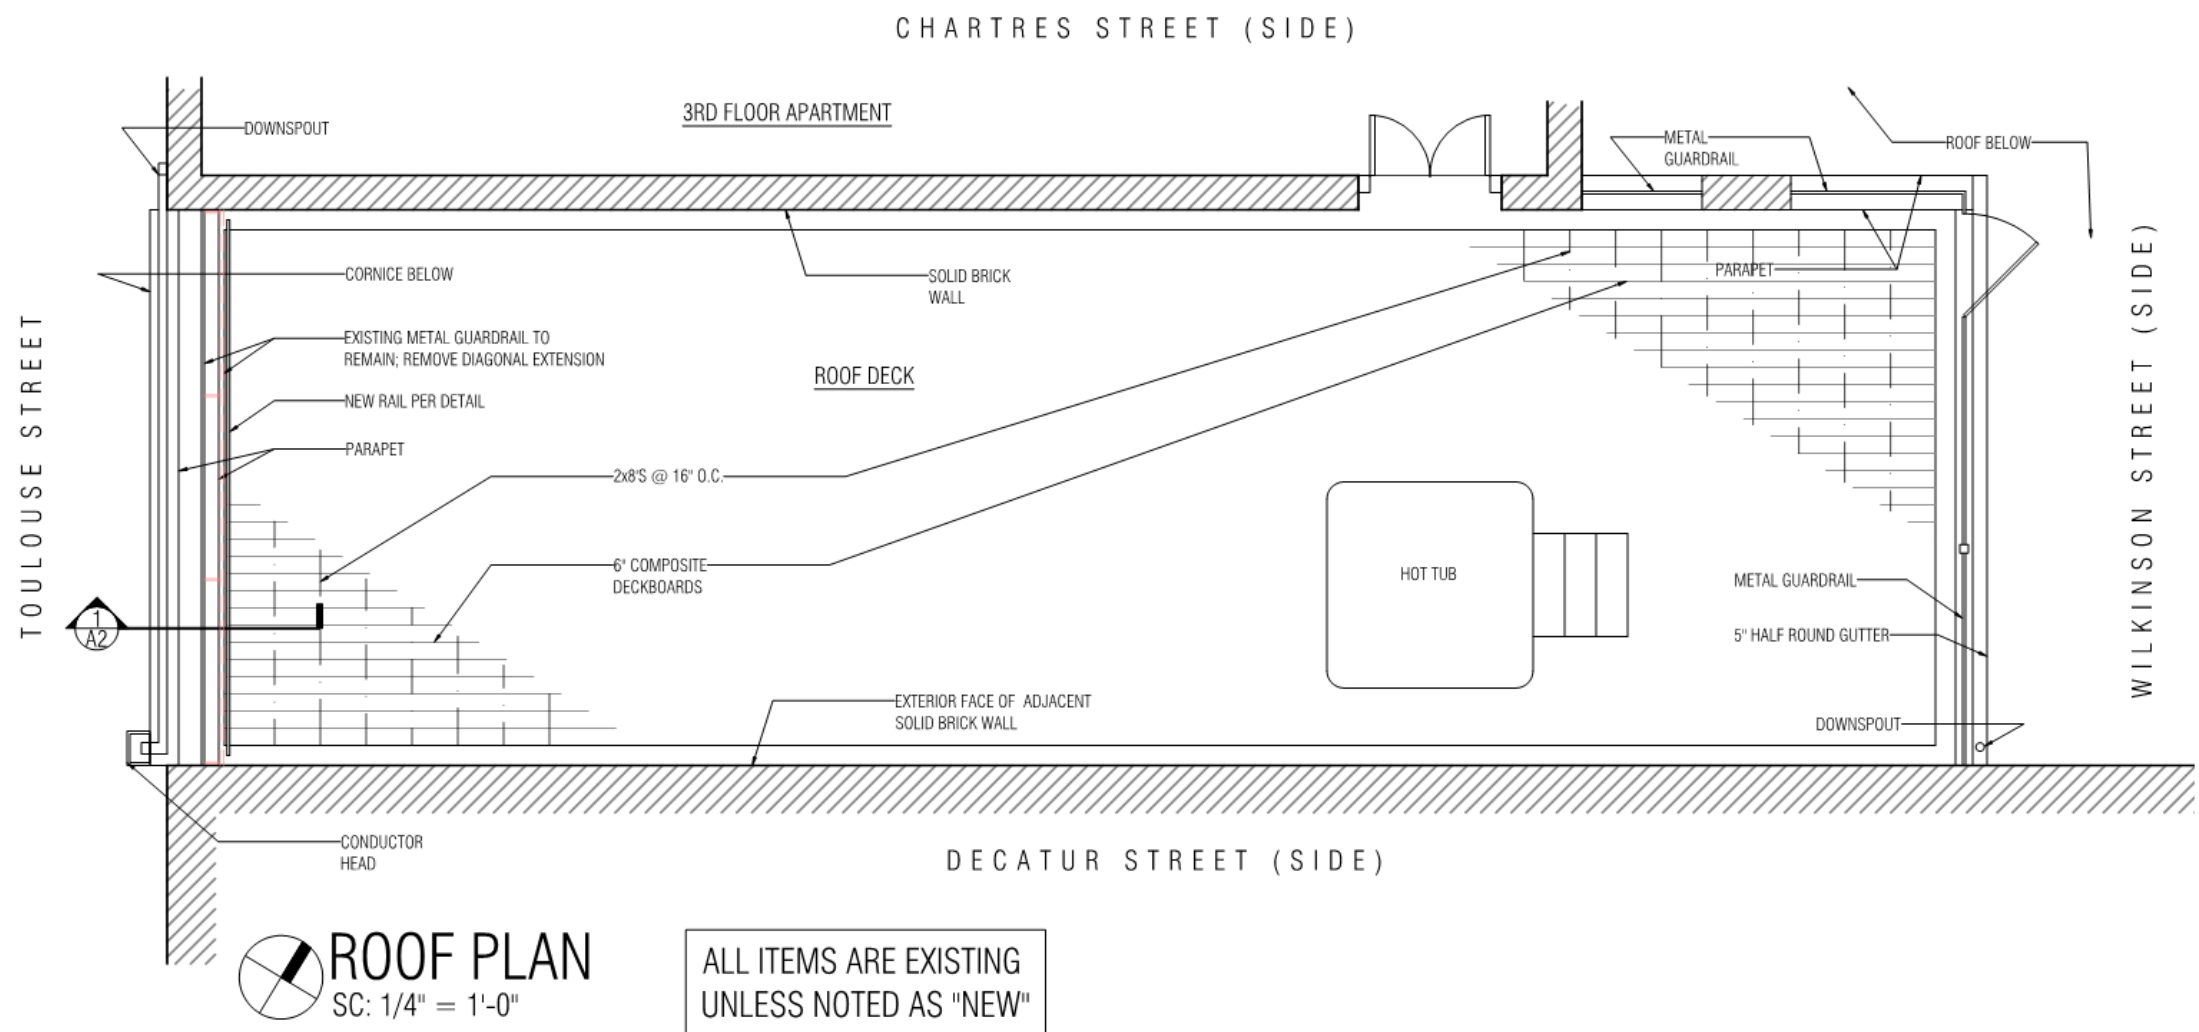 CHARTRES STREET (SIDE)
3RD FLOOR APARTMENT
DOWNSPOUT
METAL
GUARDRAIL
ROOF BELOW
CORNICE BELOW
SOLID BRICK
WALL
PARAPET
EXISTING METAL GUARDRAIL TO
REMAIN; REMOVE DIAGONAL EXTENSION
ROOF DECK
NEW RAIL PER DETAIL
PARAPET
2x8'S @ 16" O.C.
6" COMPOSITE
DECKBOARDS
HOT TUB
METAL GUARDRAIL
5" HALF ROUND GUTTER
1
A2
EXTERIOR FACE OF ADJACENT
SOLID BRICK WALL
DOWNSPOUT
TOULOUSE STREET
WILKINSON STREET (SIDE)
CONDUCTOR
HEAD
DECATUR STREET (SIDE)
ROOF PLAN
SC: 1/4" = 1'-0"
ALL ITEMS ARE EXISTING
UNLESS NOTED AS "NEW"